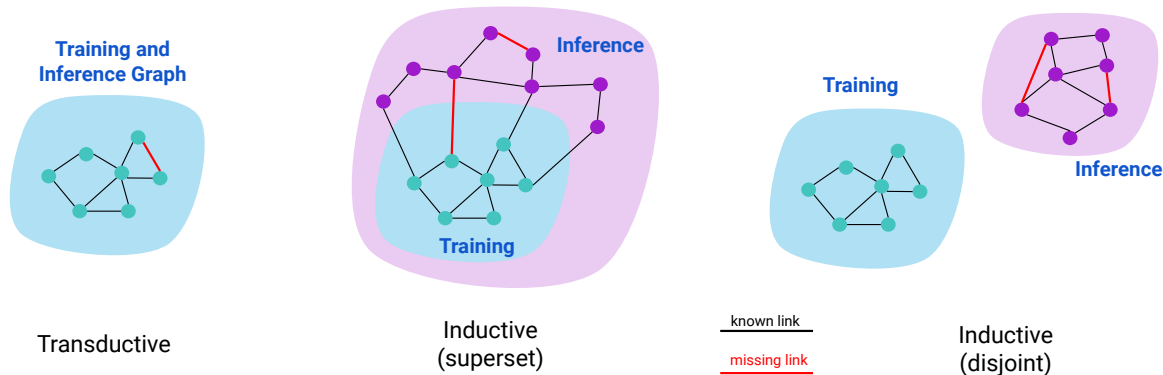 Training and
Inference Graph
Transductive
Inference
Training
Inductive
(superset)
known link
missing link
Training
Inference
Inductive
(disjoint)